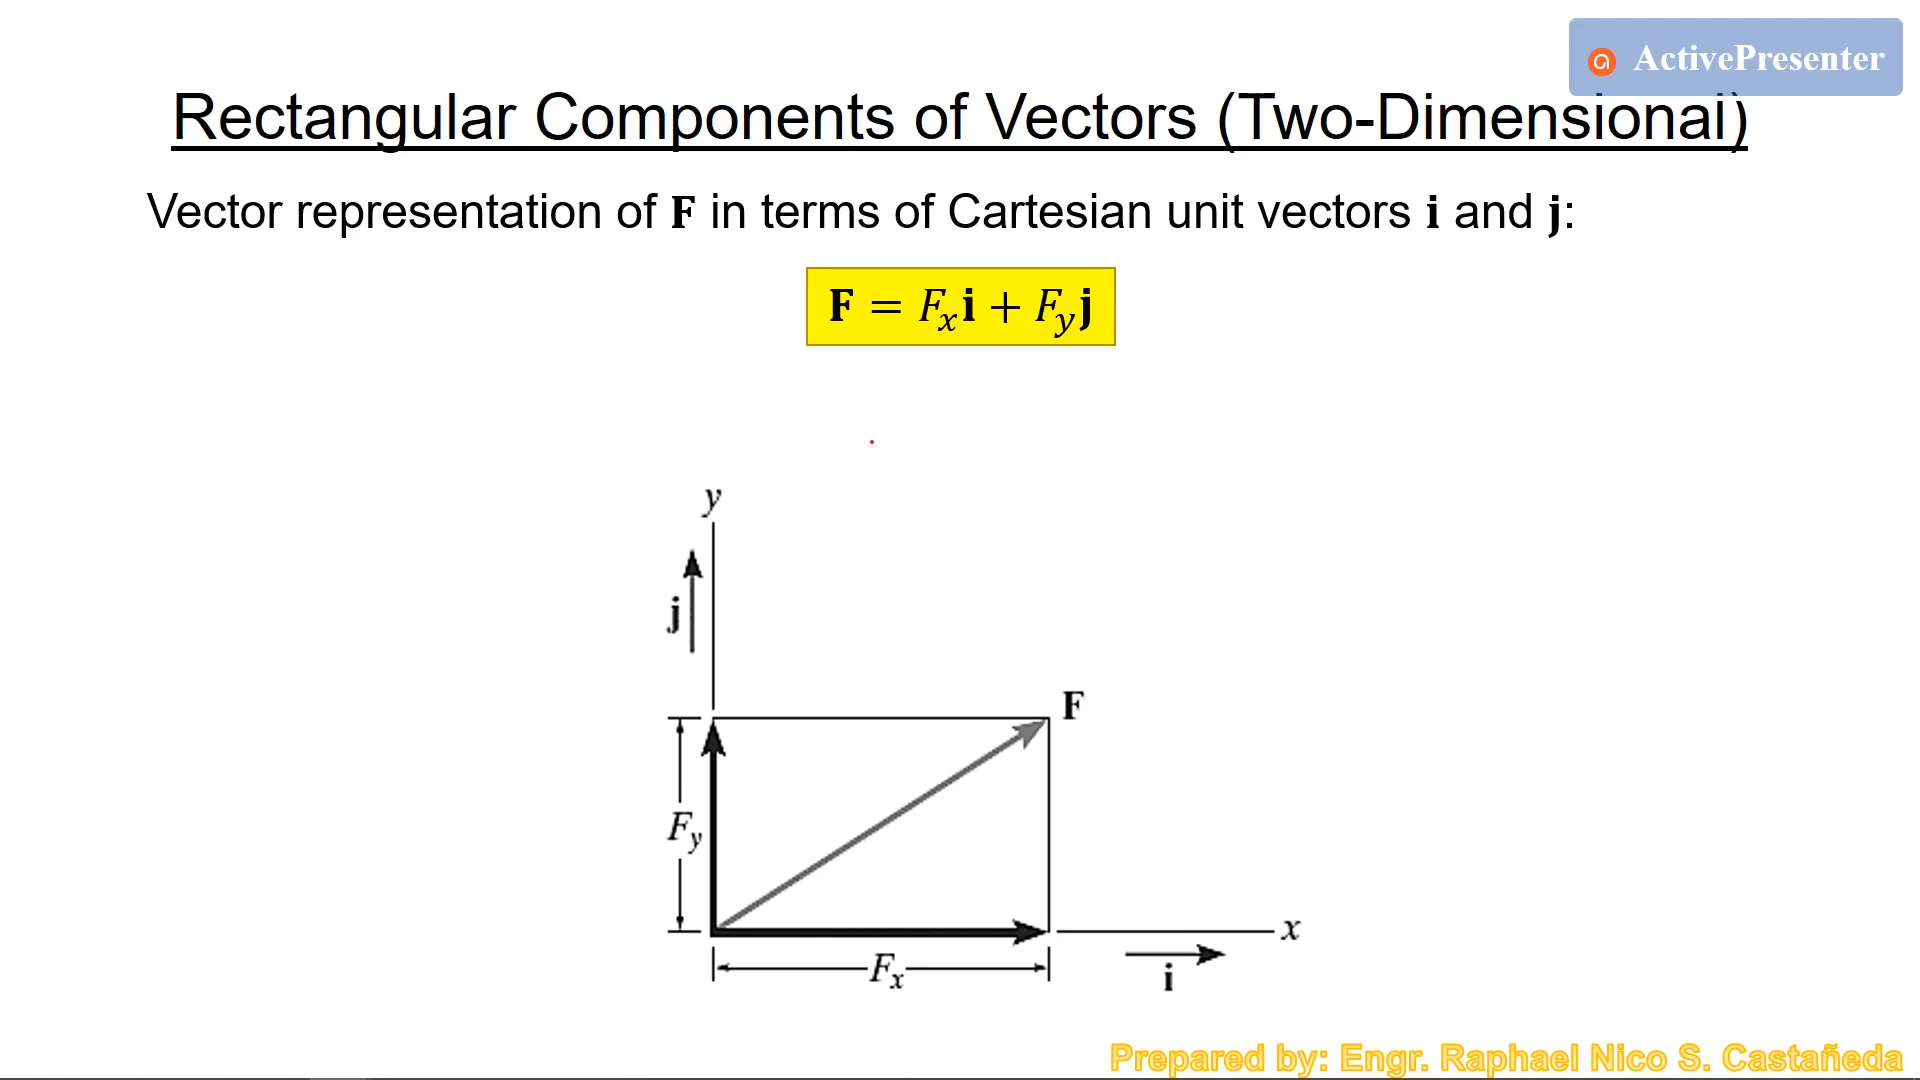 ActivePresenter
Rectangular Components of Vectors (Two-Dimensional)
Vector representation of F in terms of Cartesian unit vectors i and j:
F = Fxi + Fyj
y
j
F
Fy
x
Fx
i
Prepared by: Engr. Raphael Nico S. Castañeda